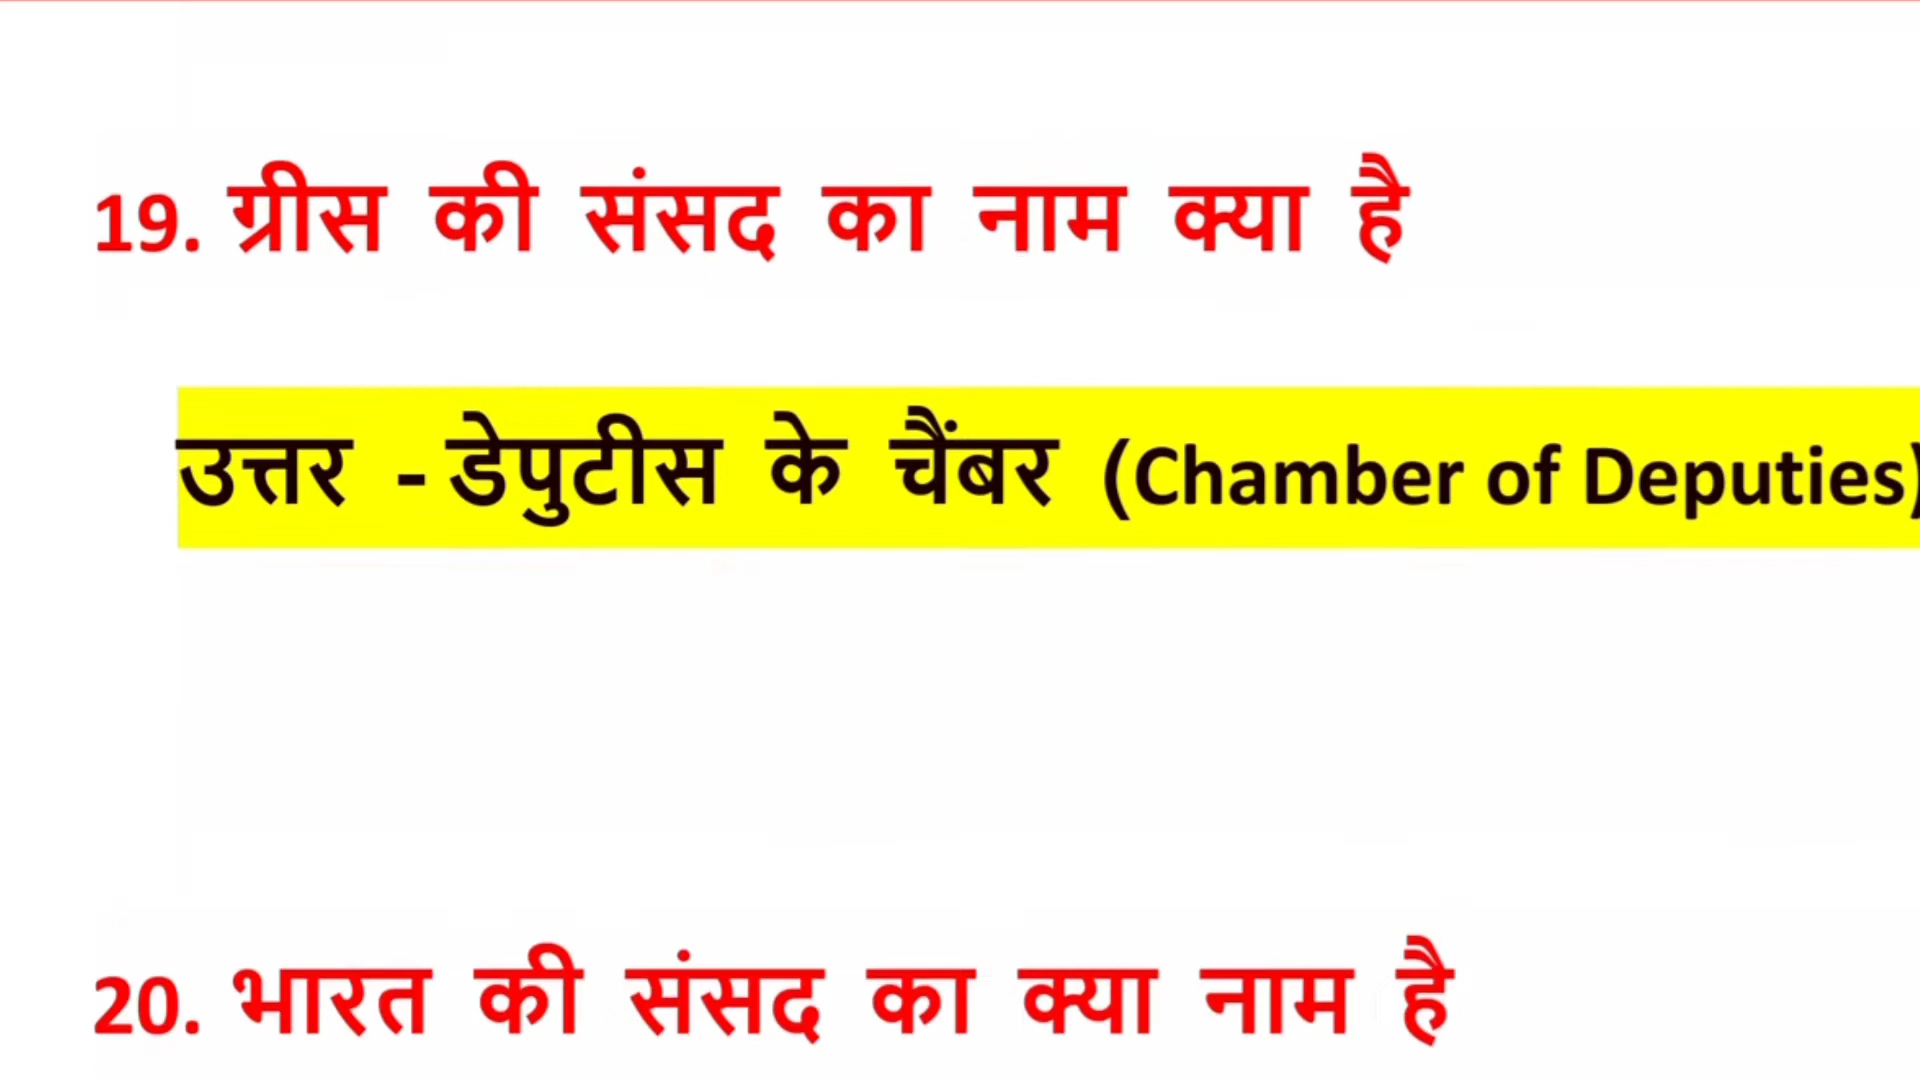 19. ग्रीस की संसद का नाम क्या है
उत्तर - डेपुटीस के चैंबर (Chamber of Deputies)
20. भारत की संसद का क्या नाम है